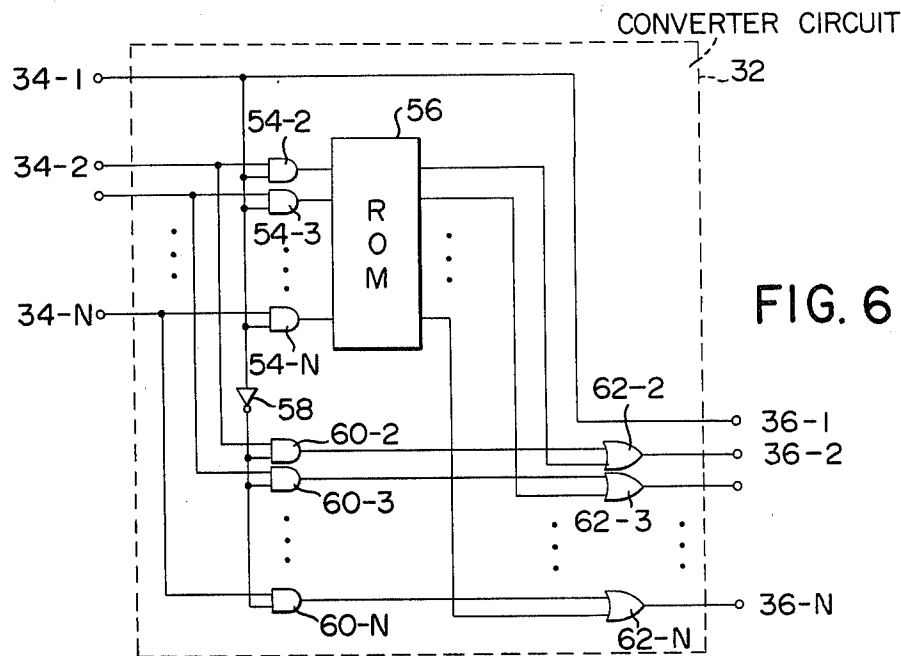 CONVERTER CIRCUIT
34-1
32
56
54-2
34-2
54-3
ROM
34-N
FIG. 6
54-N
62-2
58
36-1
60-2
36-2
60-3
62-3
36-N
60-N
62-N